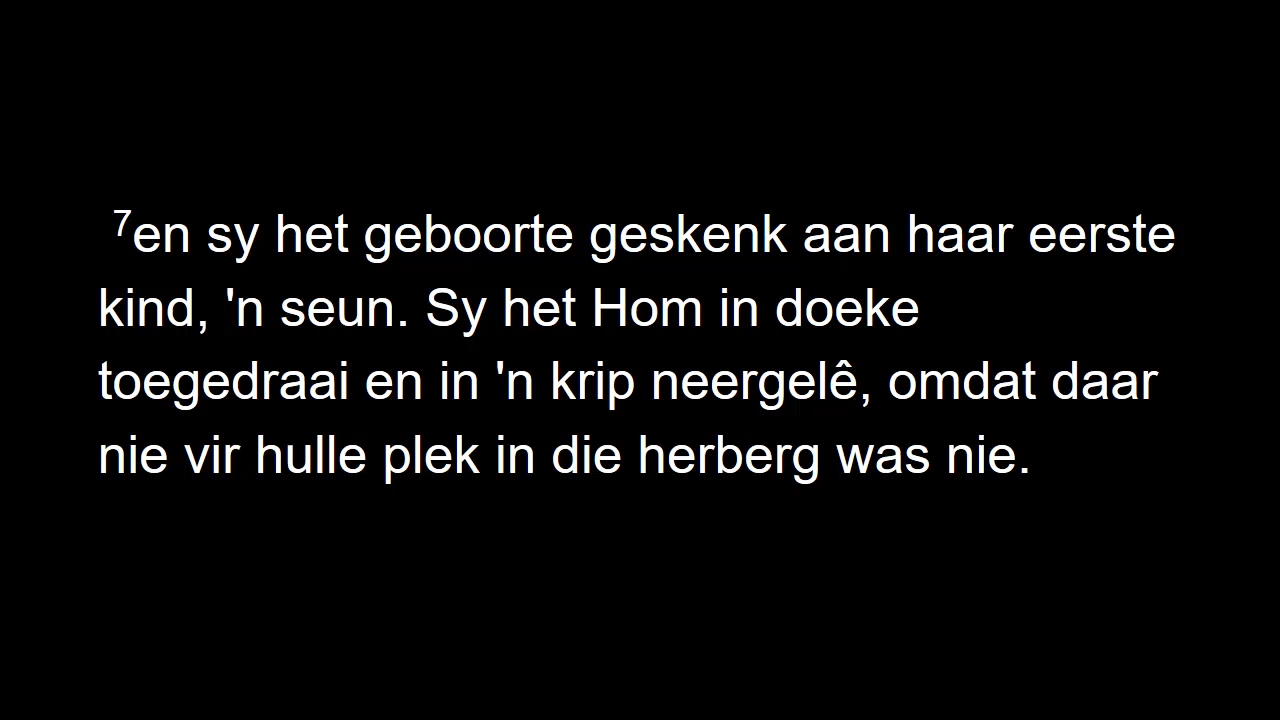 ⁷en sy het geboorte geskenk aan haar eerste
kind, 'n seun. Sy het Hom in doeke
toegedraai en in 'n krip neergelê, omdat daar
nie vir hulle plek in die herberg was nie.